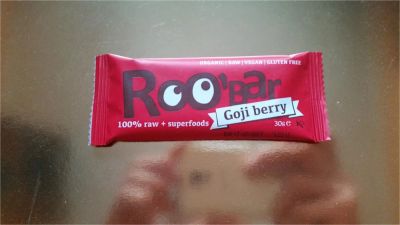 ORGANIC | RAW | VEGAN | GLUTEN FREE
ROO'Bar
Goji berry
100% raw + superfoods
30g e